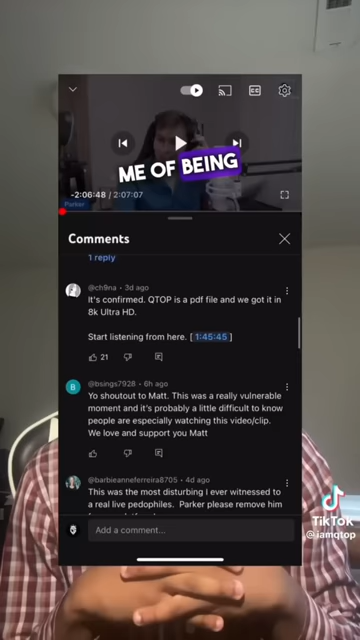 ME OF BEING
-2:06:48 / 2:07:07
Parker
Comments
1 reply
@ch9na • 3d ago
It's confirmed. QTOP is a pdf file and we got it in
8k Ultra HD.
Start listening from here. [ 1:45:45 ]
21
B
@bsings7928 • 6h ago
Yo shoutout to Matt. This was a really vulnerable
moment and it's probably a little difficult to know
people are especially watching this video/clip.
We love and support you Matt
@barbieanneferreira8705 • 4d ago
This was the most disturbing I ever witnessed to
a real live pedophiles. Parker please remove him
Add a comment...
TikTok
@iamqtop